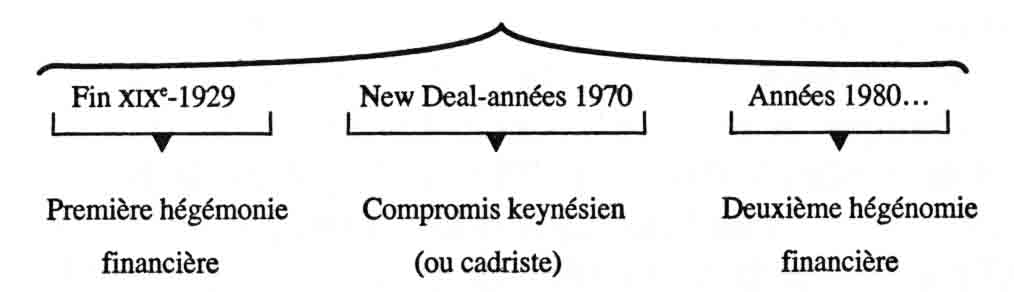 Fin XIXe-1929
New Deal-années 1970
Années 1980...
Première hégémonie
financière
Compromis keynésien
(ou cadriste)
Deuxième hégénomie
financière